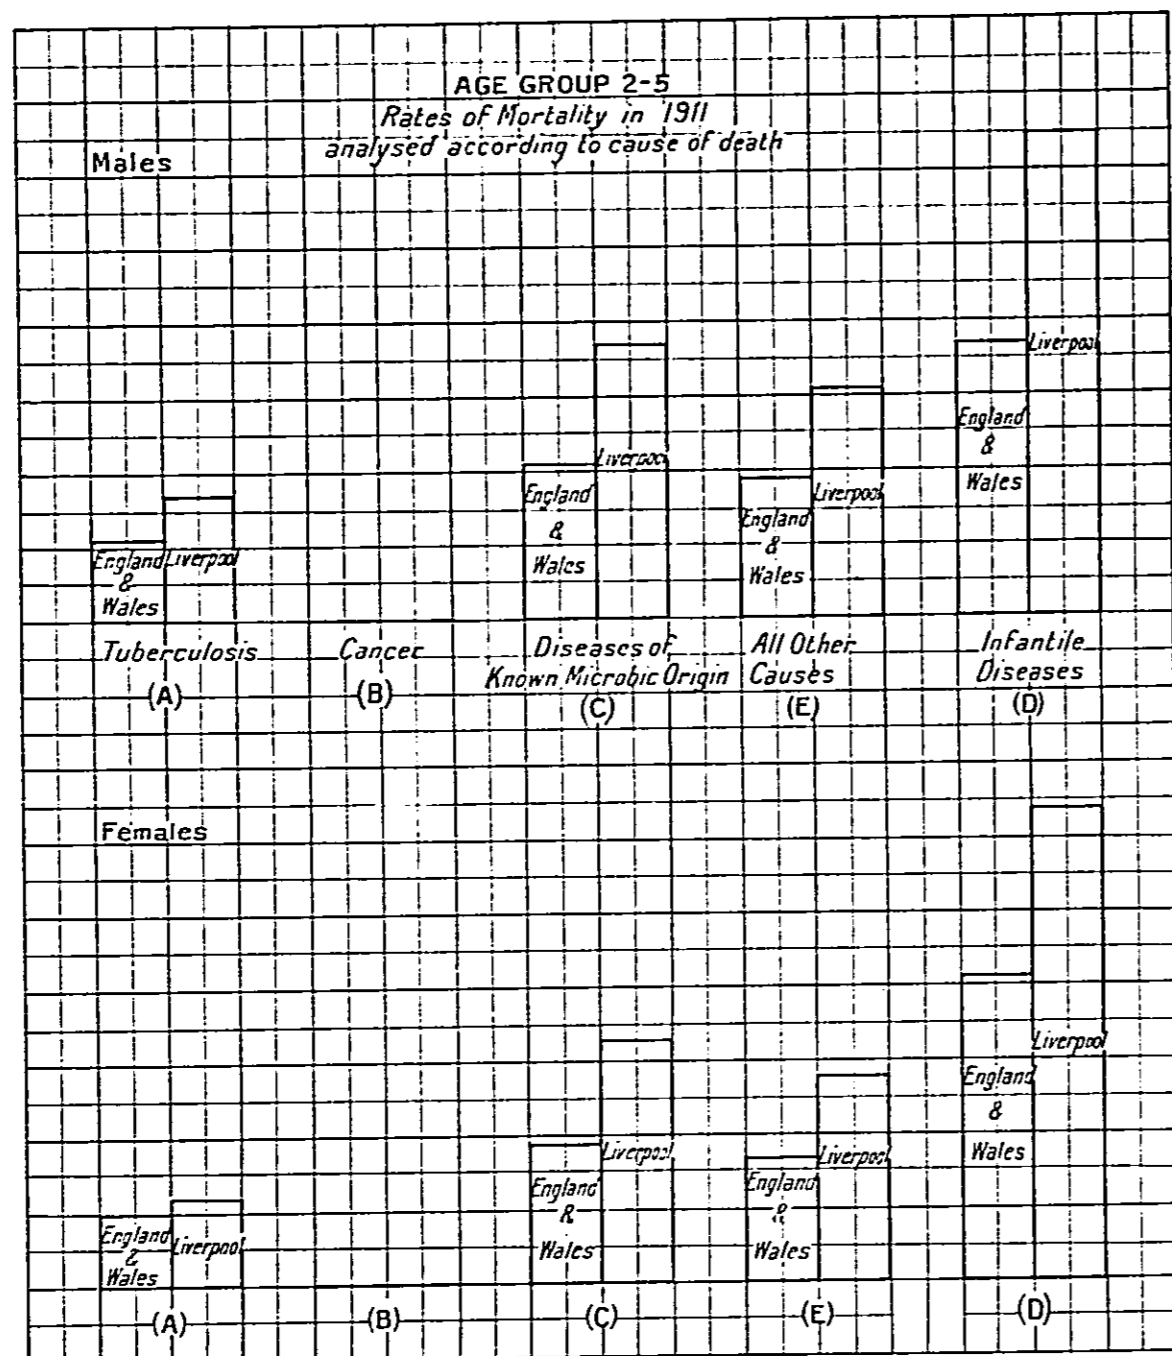 AGE GROUP 2-5
Rates of Mortality in 1911
analysed according to cause of death
Males
England
&
Wales
Liverpool
England
&
Wales
Liverpool
England
&
Wales
Liverpool
England
&
Wales
Liverpool
Tuberculosis
(A)
Cancer
(B)
Diseases of
Known Microbic Origin
(C)
All Other
Causes
(E)
Infantile
Diseases
(D)
Females
England
&
Wales
Liverpool
England
&
Wales
Liverpool
England
&
Wales
Liverpool
England
&
Wales
Liverpool
(A)
(B)
(C)
(E)
(D)